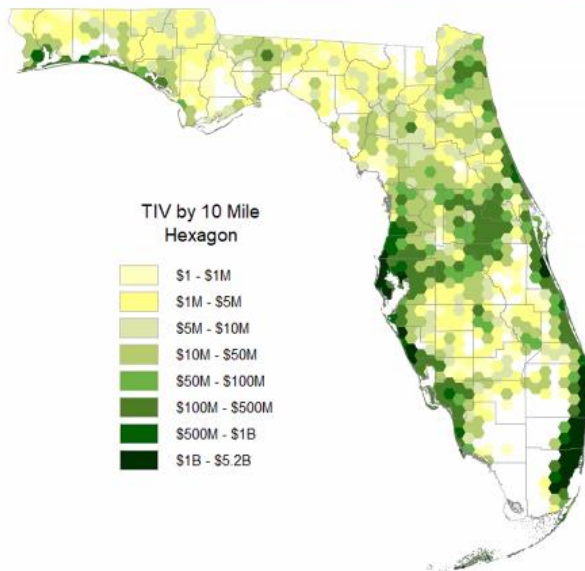 TIV by 10 Mile
Hexagon
$1 - $1M
$1M - $5M
$5M - $10M
$10M - $50M
$50M - $100M
$100M - $500M
$500M - $1B
$1B - $5.2B